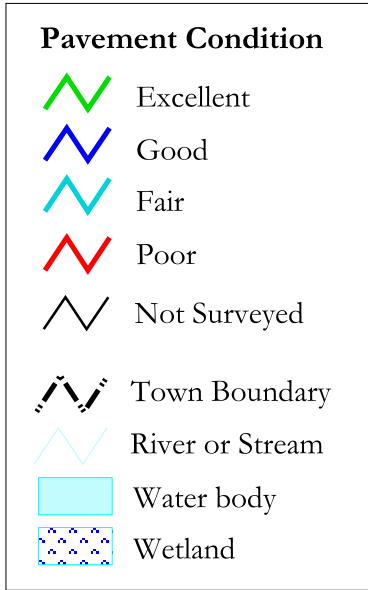 Pavement Condition
Excellent
Good
Fair
Poor
Not Surveyed
Town Boundary
River or Stream
Water body
Wetland